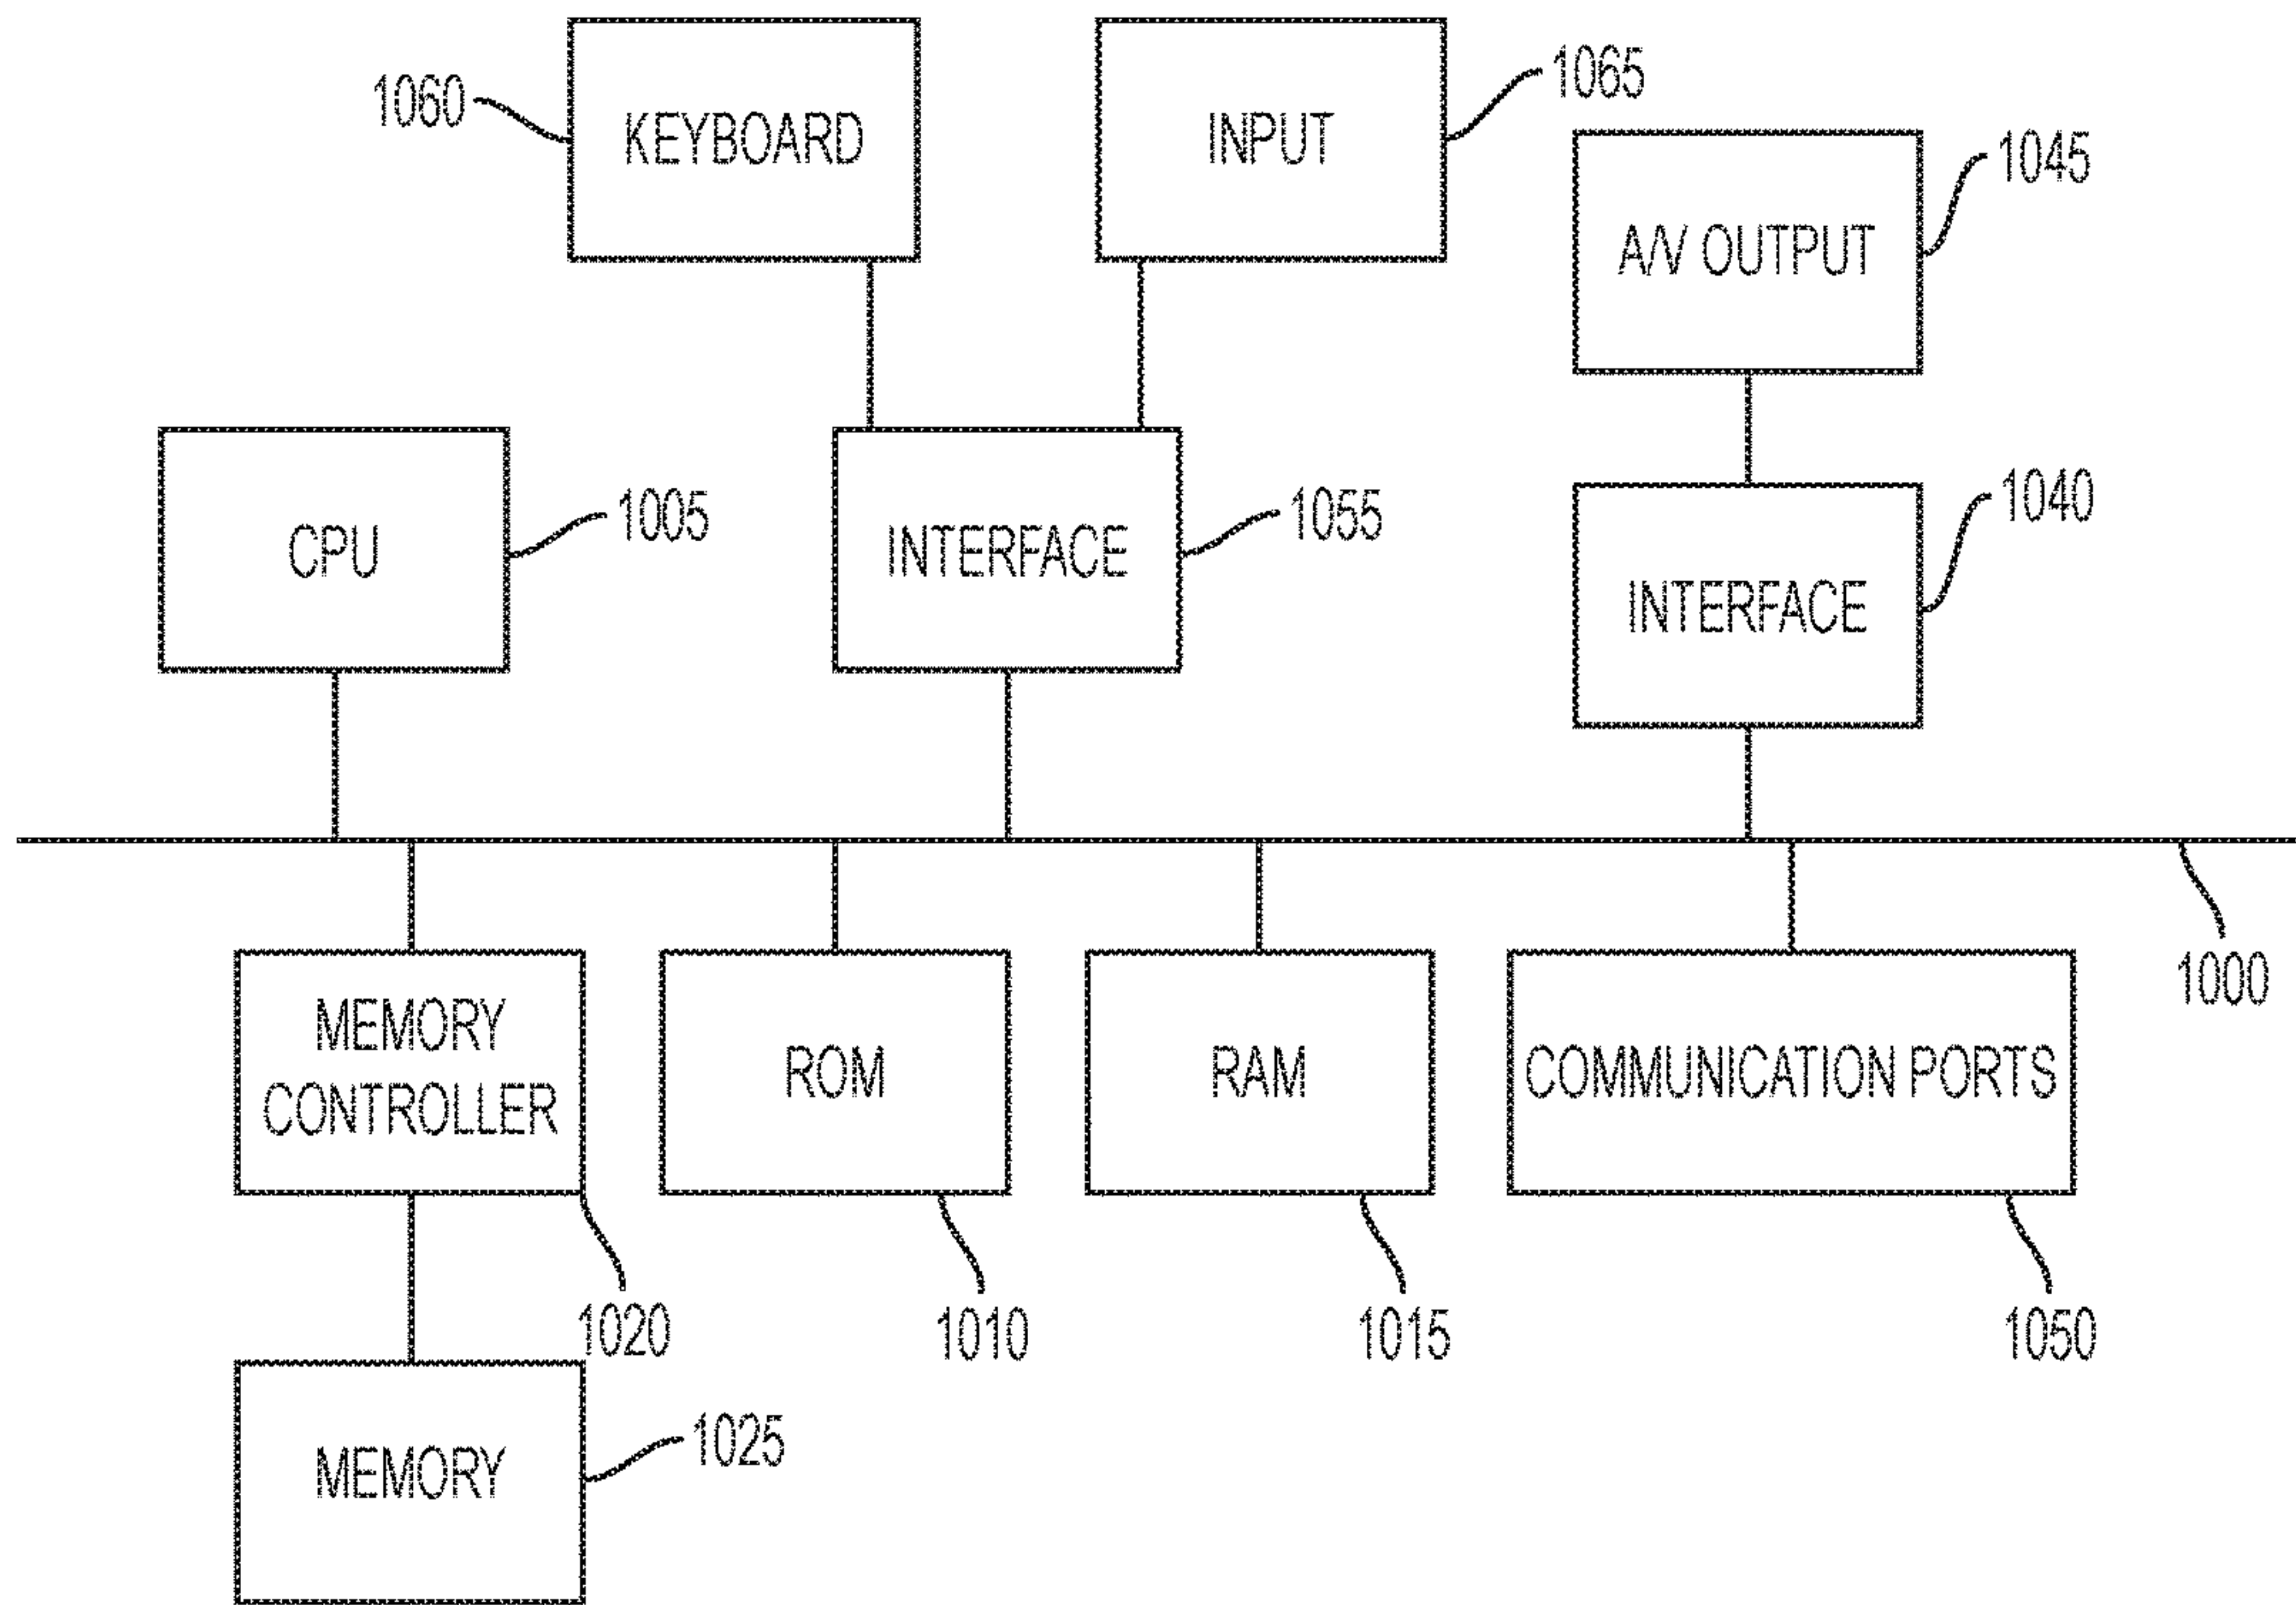 1060
KEYBOARD
INPUT
1065
A/V OUTPUT
1045
CPU
1005
INTERFACE
1055
INTERFACE
1040
1000
MEMORY
CONTROLLER
ROM
RAM
COMMUNICATION PORTS
1020
1010
1015
1050
MEMORY
1025